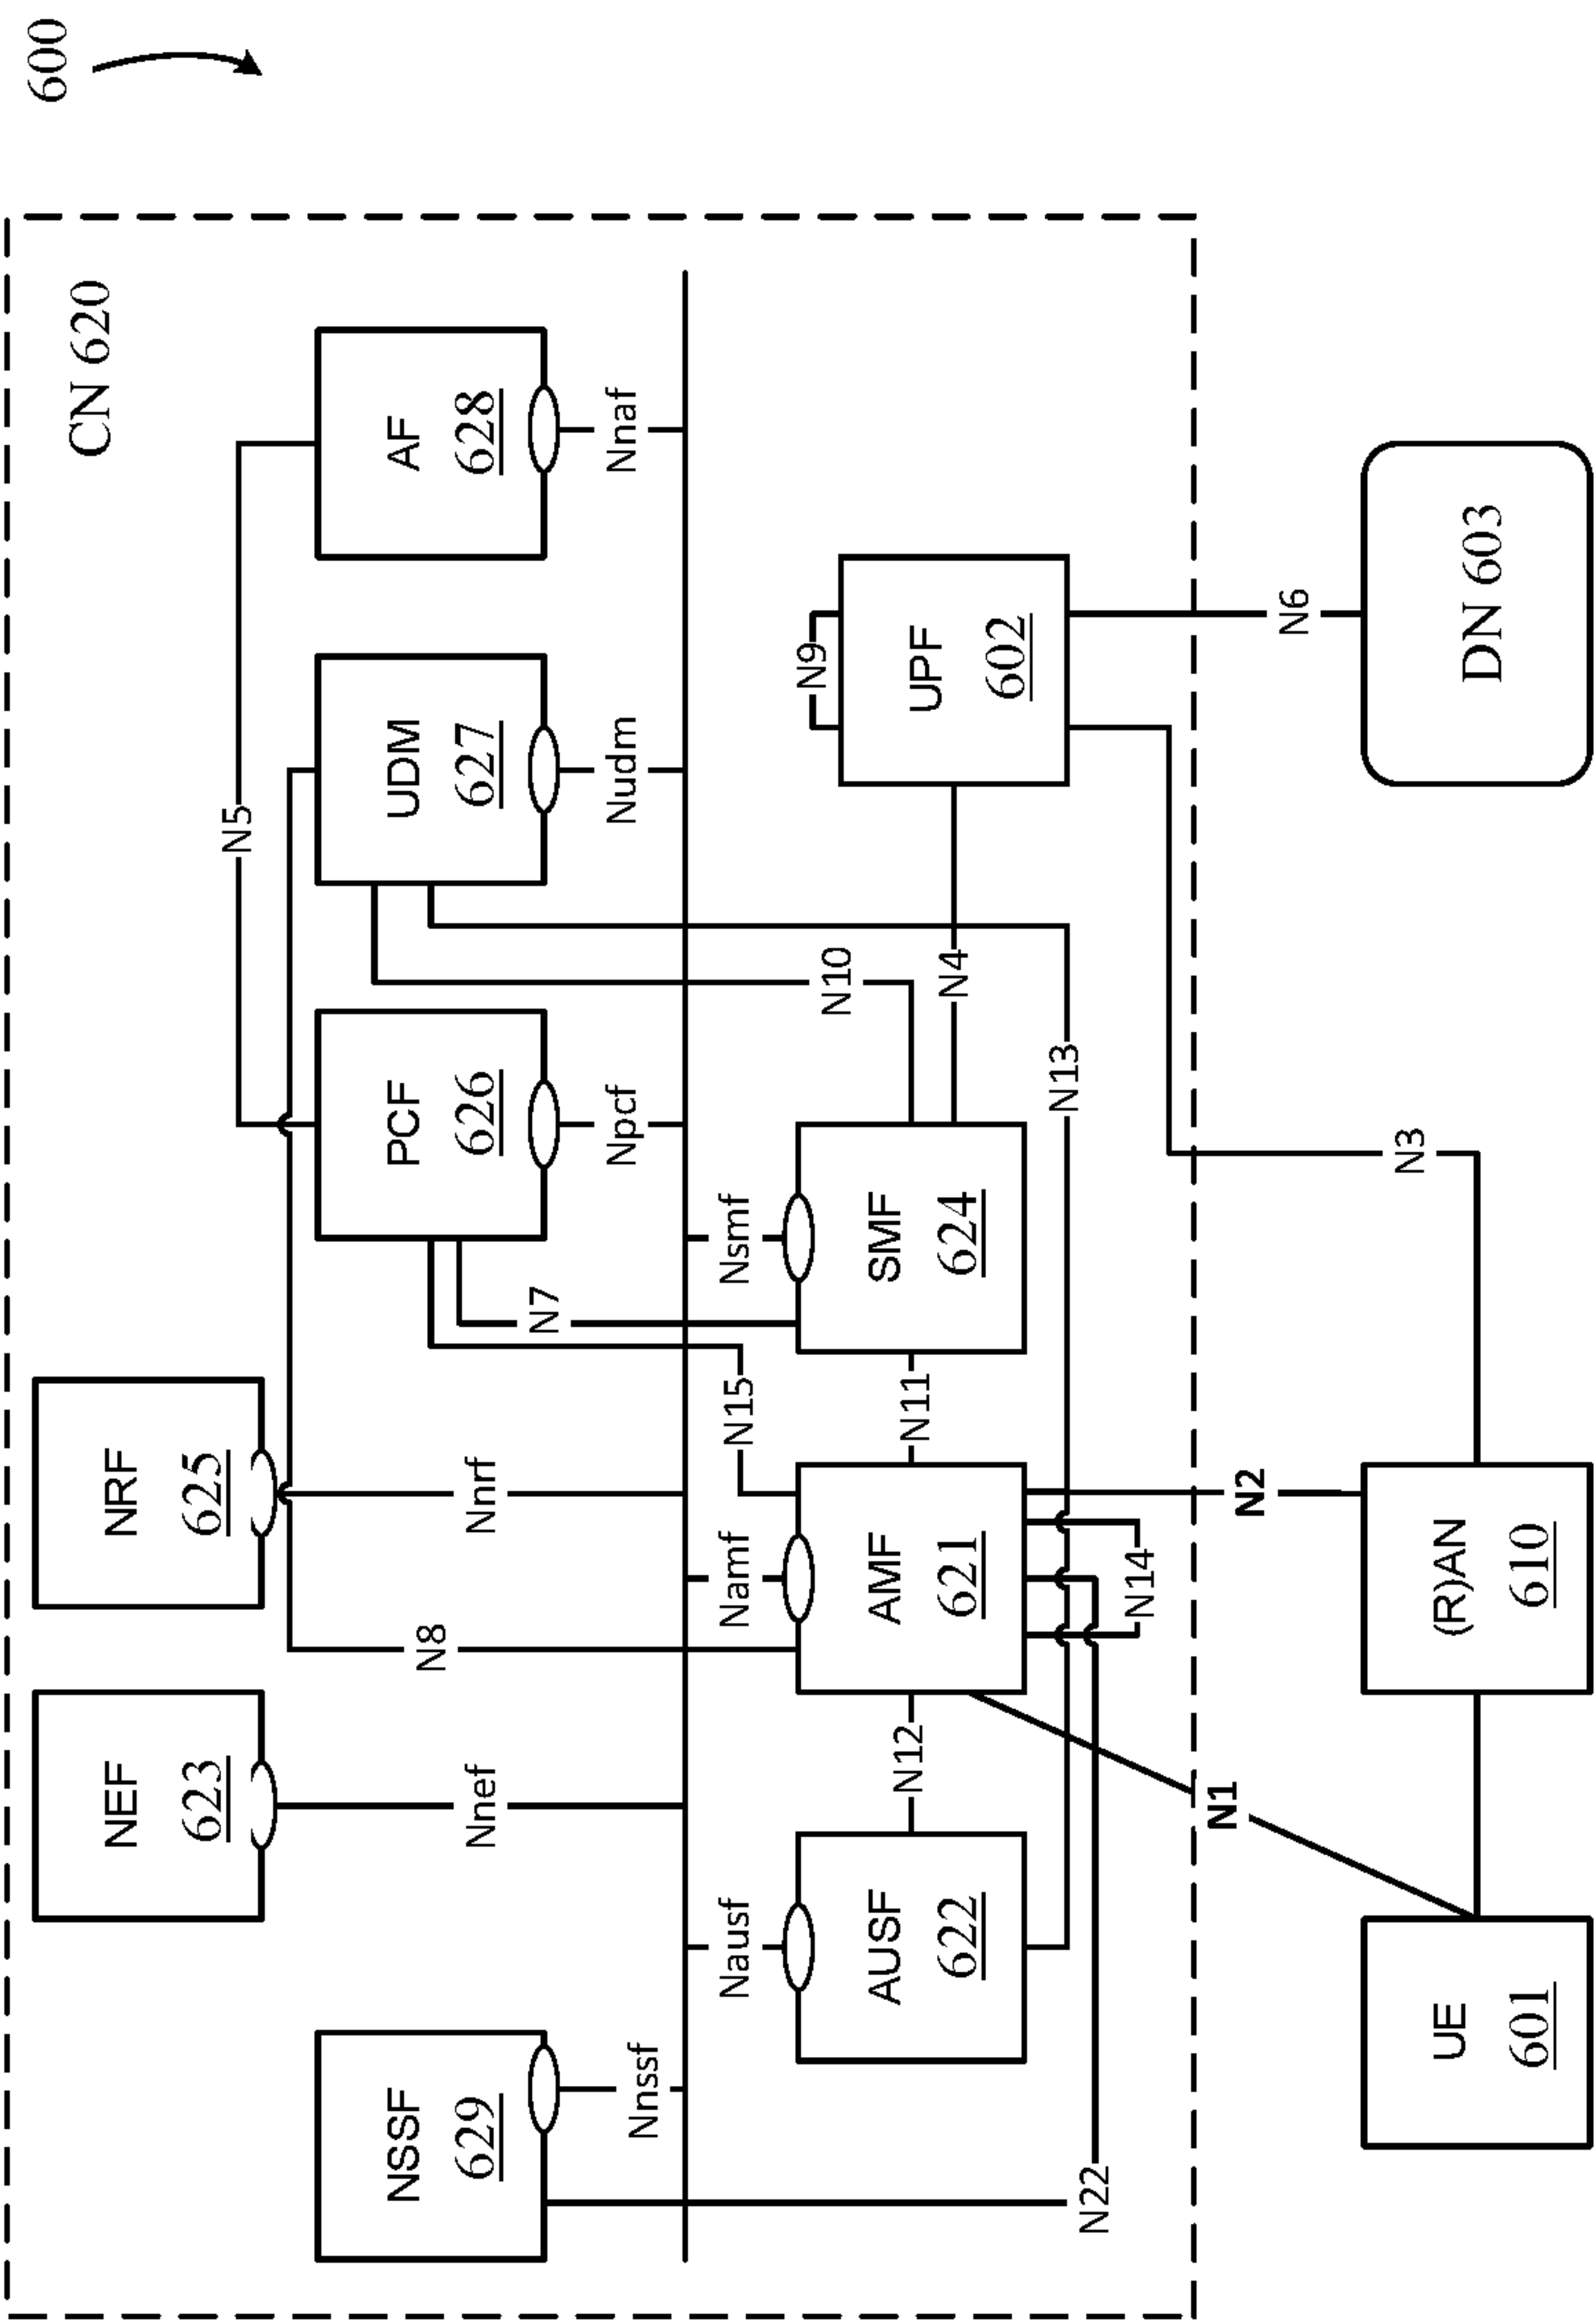 600
CN 620
NEF
623
NRF
625
N5
NSSF
629
N8
PCF
626
UDM
627
AF
628
Nnef
Nnrf
N7
Nnssf
Npcf
Nudm
Nnaf
Nausf
Namf
N15
Nsmf
N10
N9
AUSF
622
N12
AMF
621
N11
SMF
624
N4
UPF
602
N22
N14
N13
N1
N2
N3
N6
UE
601
(R)AN
610
DN 603